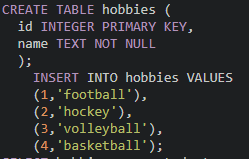 CREATE TABLE hobbies (
id INTEGER PRIMARY KEY,
name TEXT NOT NULL
);
INSERT INTO hobbies VALUES
(1,'football'),
(2,'hockey'),
(3,'volleyball'),
(4,'basketball');